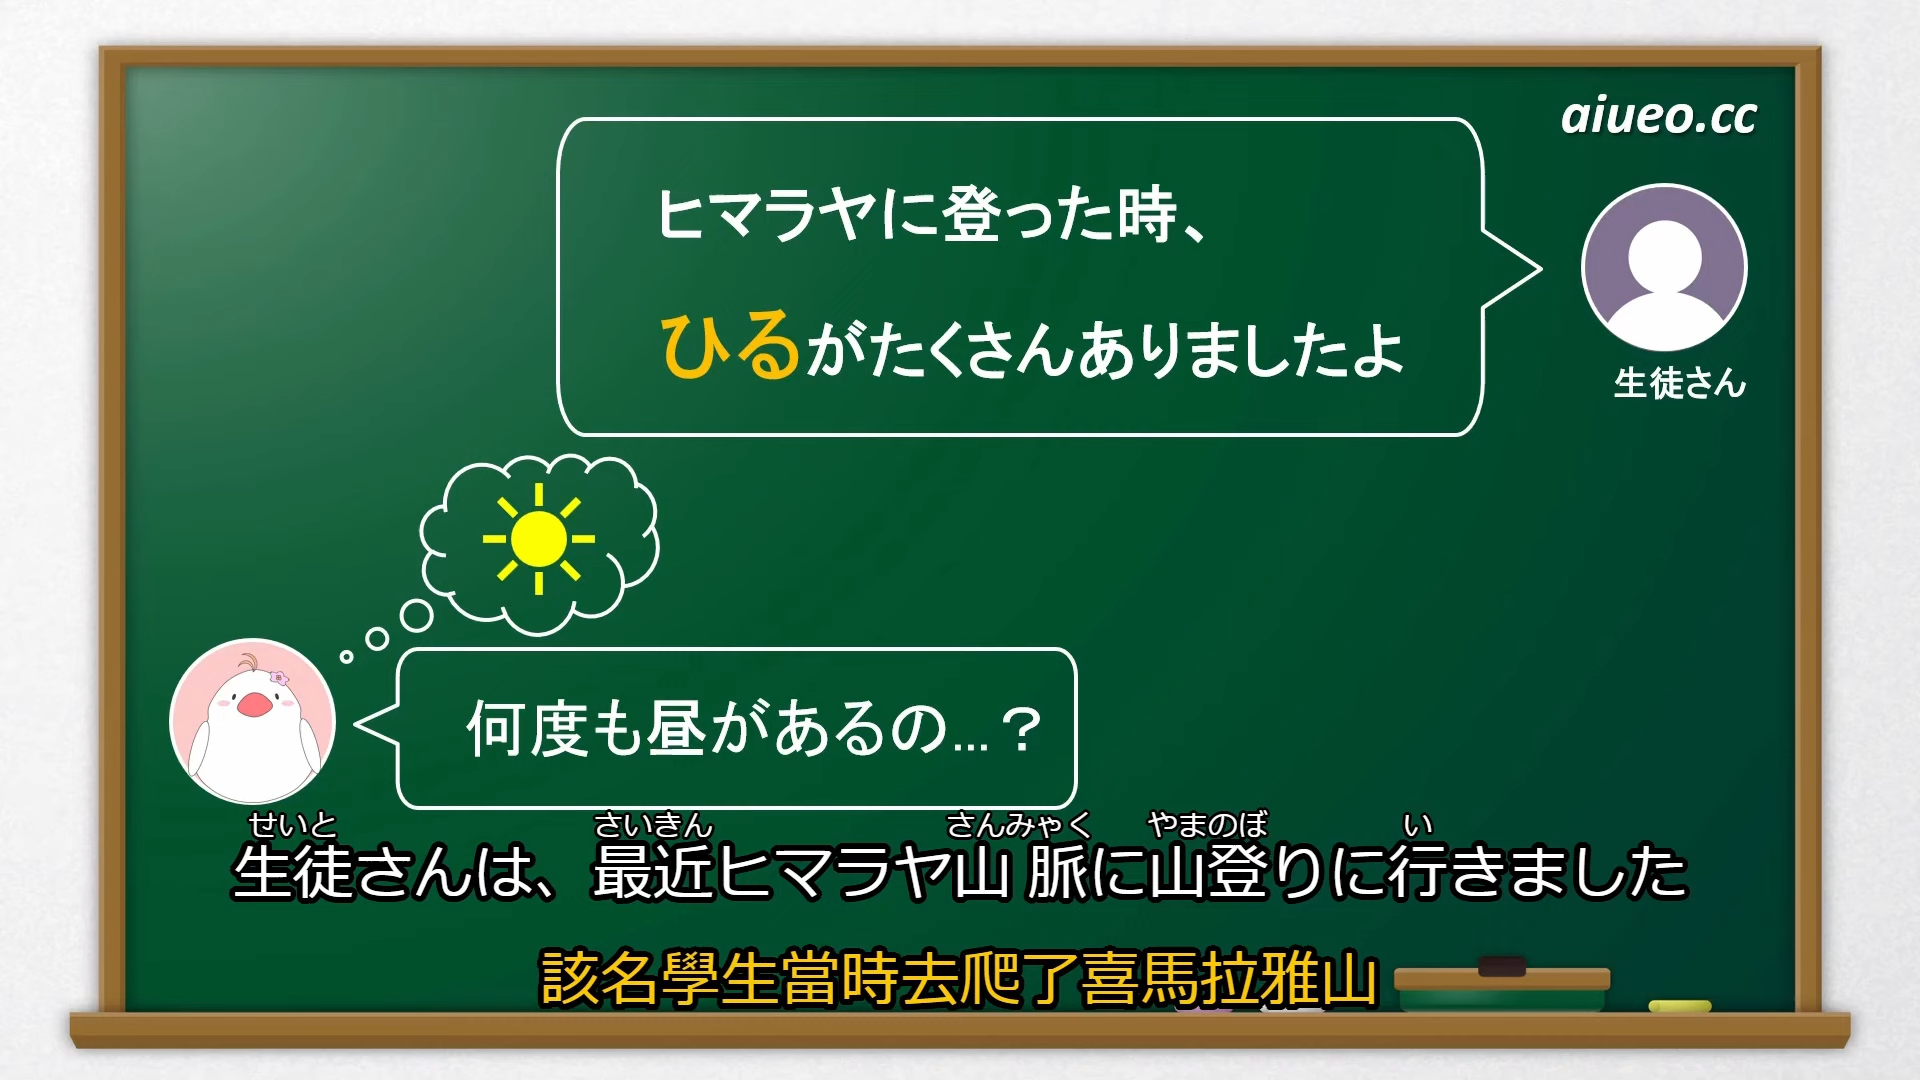 aiueo.cc
ヒマラヤに登った時、
ひるがたくさんありましたよ
生徒さん
何度も昼があるの…？
せいと さいきん さんみゃく やまのぼ い
生徒さんは、最近ヒマラヤ山脈に山登りに行きました
該名學生當時去爬了喜馬拉雅山